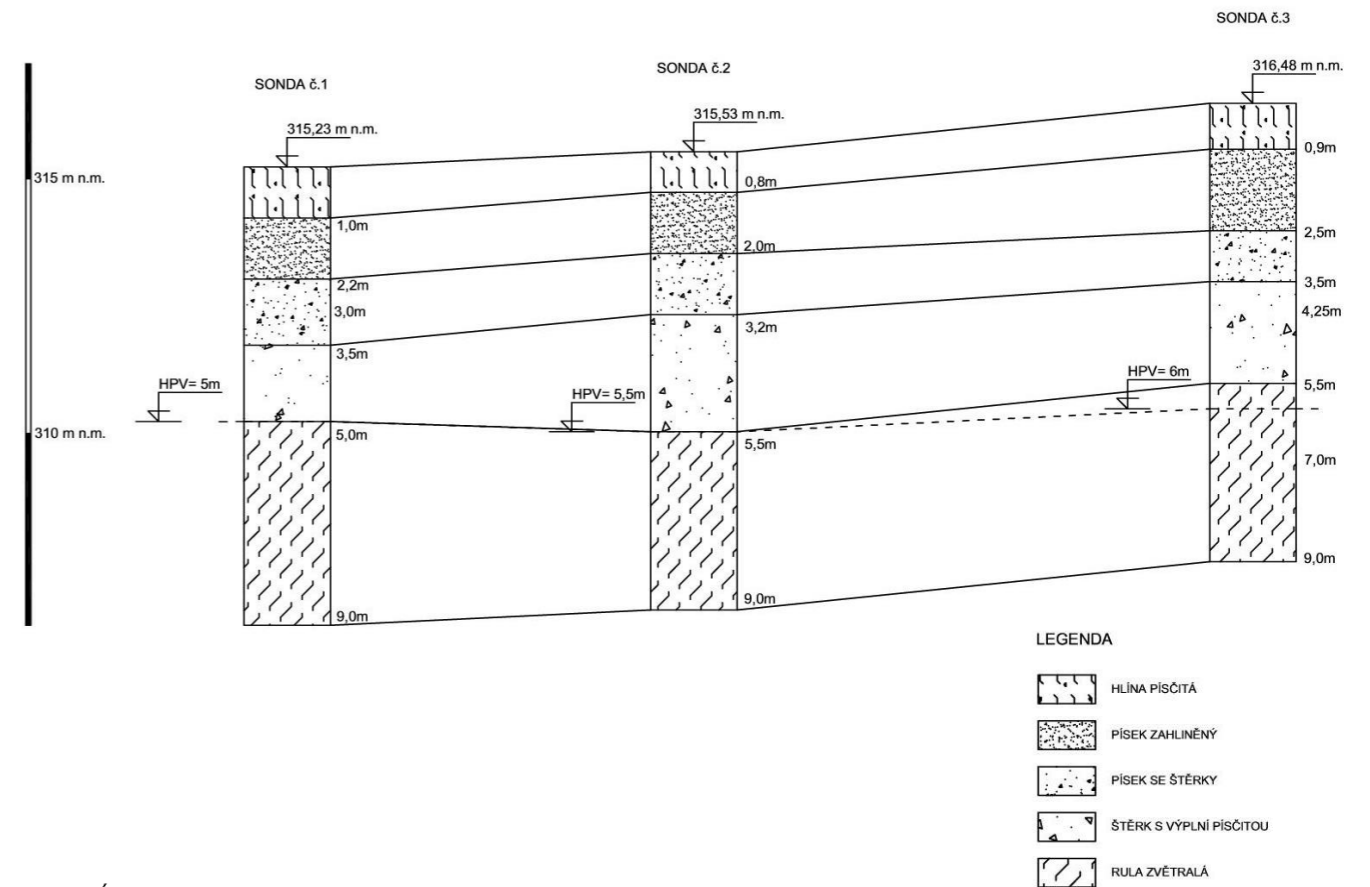 SONDA č.3
SONDA č.2
SONDA č.1
316,48 m n.m.
315,53 m n.m.
315,23 m n.m.
315 m n.m.
310 m n.m.
1,0m
2,2m
3,0m
3,5m
HPV= 5m
5,0m
9,0m
0,8m
2,0m
3,2m
HPV= 5,5m
5,5m
9,0m
0,9m
2,5m
3,5m
4,25m
HPV= 6m
5,5m
7,0m
9,0m
LEGENDA
HLÍNA PÍSČITÁ
PÍSEK ZAHLINĚNÝ
PÍSEK SE ŠTĚRKY
ŠTĚRK S VÝPLNÍ PÍSČITOU
RULA ZVĚTRALÁ